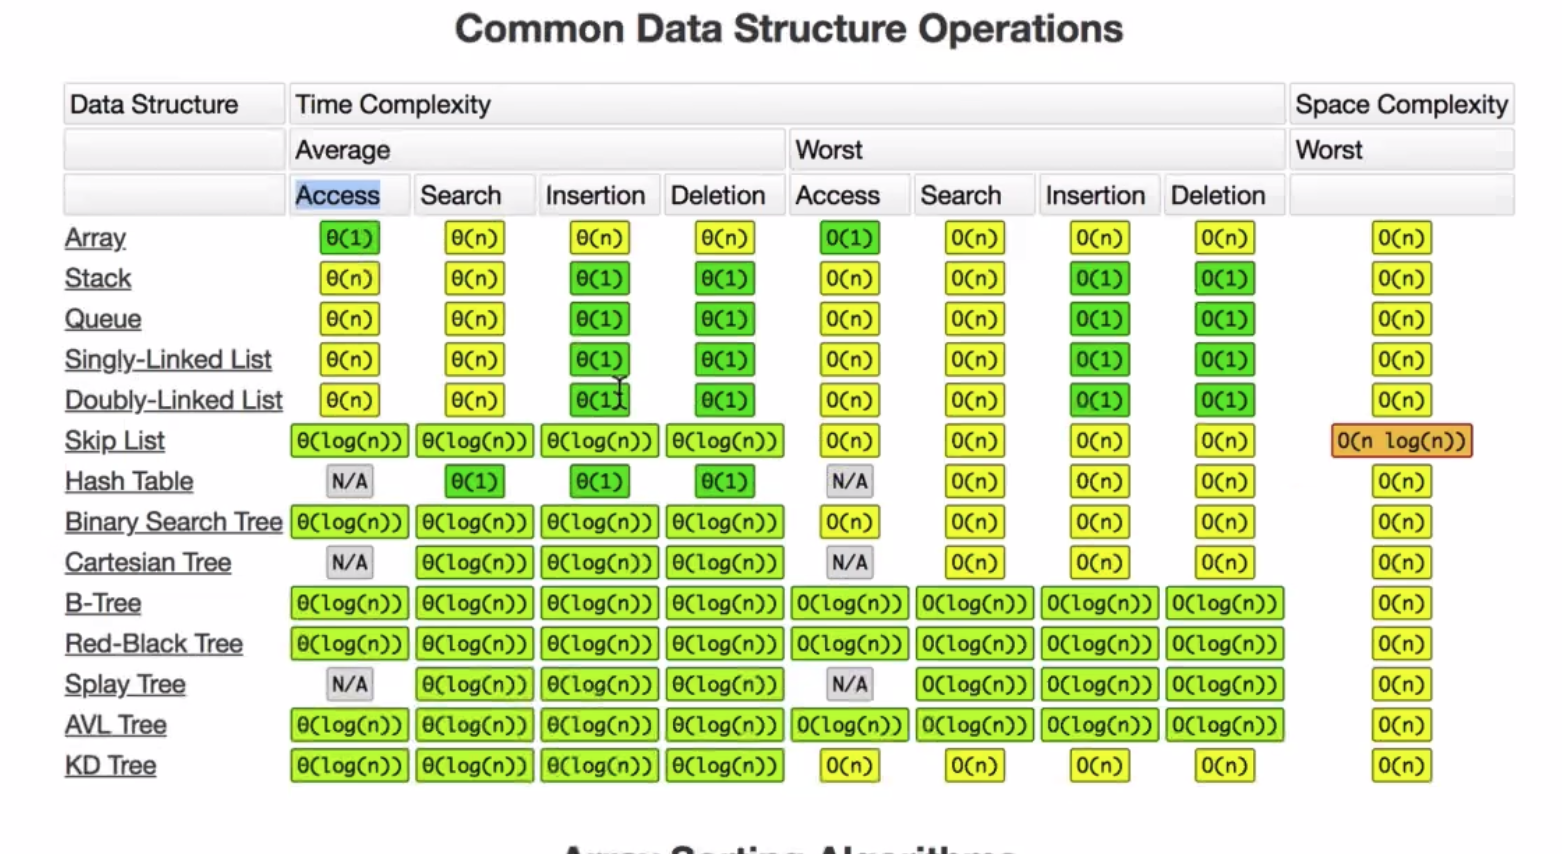 Common Data Structure Operations
Data Structure Time Complexity Space Complexity
Average Worst Worst
Access Search Insertion Deletion Access Search Insertion Deletion
Array Θ(1) Θ(n) Θ(n) Θ(n) O(1) O(n) O(n) O(n) O(n)
Stack Θ(n) Θ(n) Θ(1) Θ(1) O(n) O(n) O(1) O(1) O(n)
Queue Θ(n) Θ(n) Θ(1) Θ(1) O(n) O(n) O(1) O(1) O(n)
Singly-Linked List Θ(n) Θ(n) Θ(1) Θ(1) O(n) O(n) O(1) O(1) O(n)
Doubly-Linked List Θ(n) Θ(n) Θ(1) Θ(1) O(n) O(n) O(1) O(1) O(n)
Skip List Θ(log(n)) Θ(log(n)) Θ(log(n)) Θ(log(n)) O(n) O(n) O(n) O(n) O(n log(n))
Hash Table N/A Θ(1) Θ(1) Θ(1) N/A O(n) O(n) O(n) O(n)
Binary Search Tree Θ(log(n)) Θ(log(n)) Θ(log(n)) Θ(log(n)) O(n) O(n) O(n) O(n) O(n)
Cartesian Tree N/A Θ(log(n)) Θ(log(n)) Θ(log(n)) N/A O(n) O(n) O(n) O(n)
B-Tree Θ(log(n)) Θ(log(n)) Θ(log(n)) Θ(log(n)) O(log(n)) O(log(n)) O(log(n)) O(log(n)) O(n)
Red-Black Tree Θ(log(n)) Θ(log(n)) Θ(log(n)) Θ(log(n)) O(log(n)) O(log(n)) O(log(n)) O(log(n)) O(n)
Splay Tree N/A Θ(log(n)) Θ(log(n)) Θ(log(n)) N/A O(log(n)) O(log(n)) O(log(n)) O(n)
AVL Tree Θ(log(n)) Θ(log(n)) Θ(log(n)) Θ(log(n)) O(log(n)) O(log(n)) O(log(n)) O(log(n)) O(n)
KD Tree Θ(log(n)) Θ(log(n)) Θ(log(n)) Θ(log(n)) O(n) O(n) O(n) O(n) O(n)
Array Sorting Algorithms